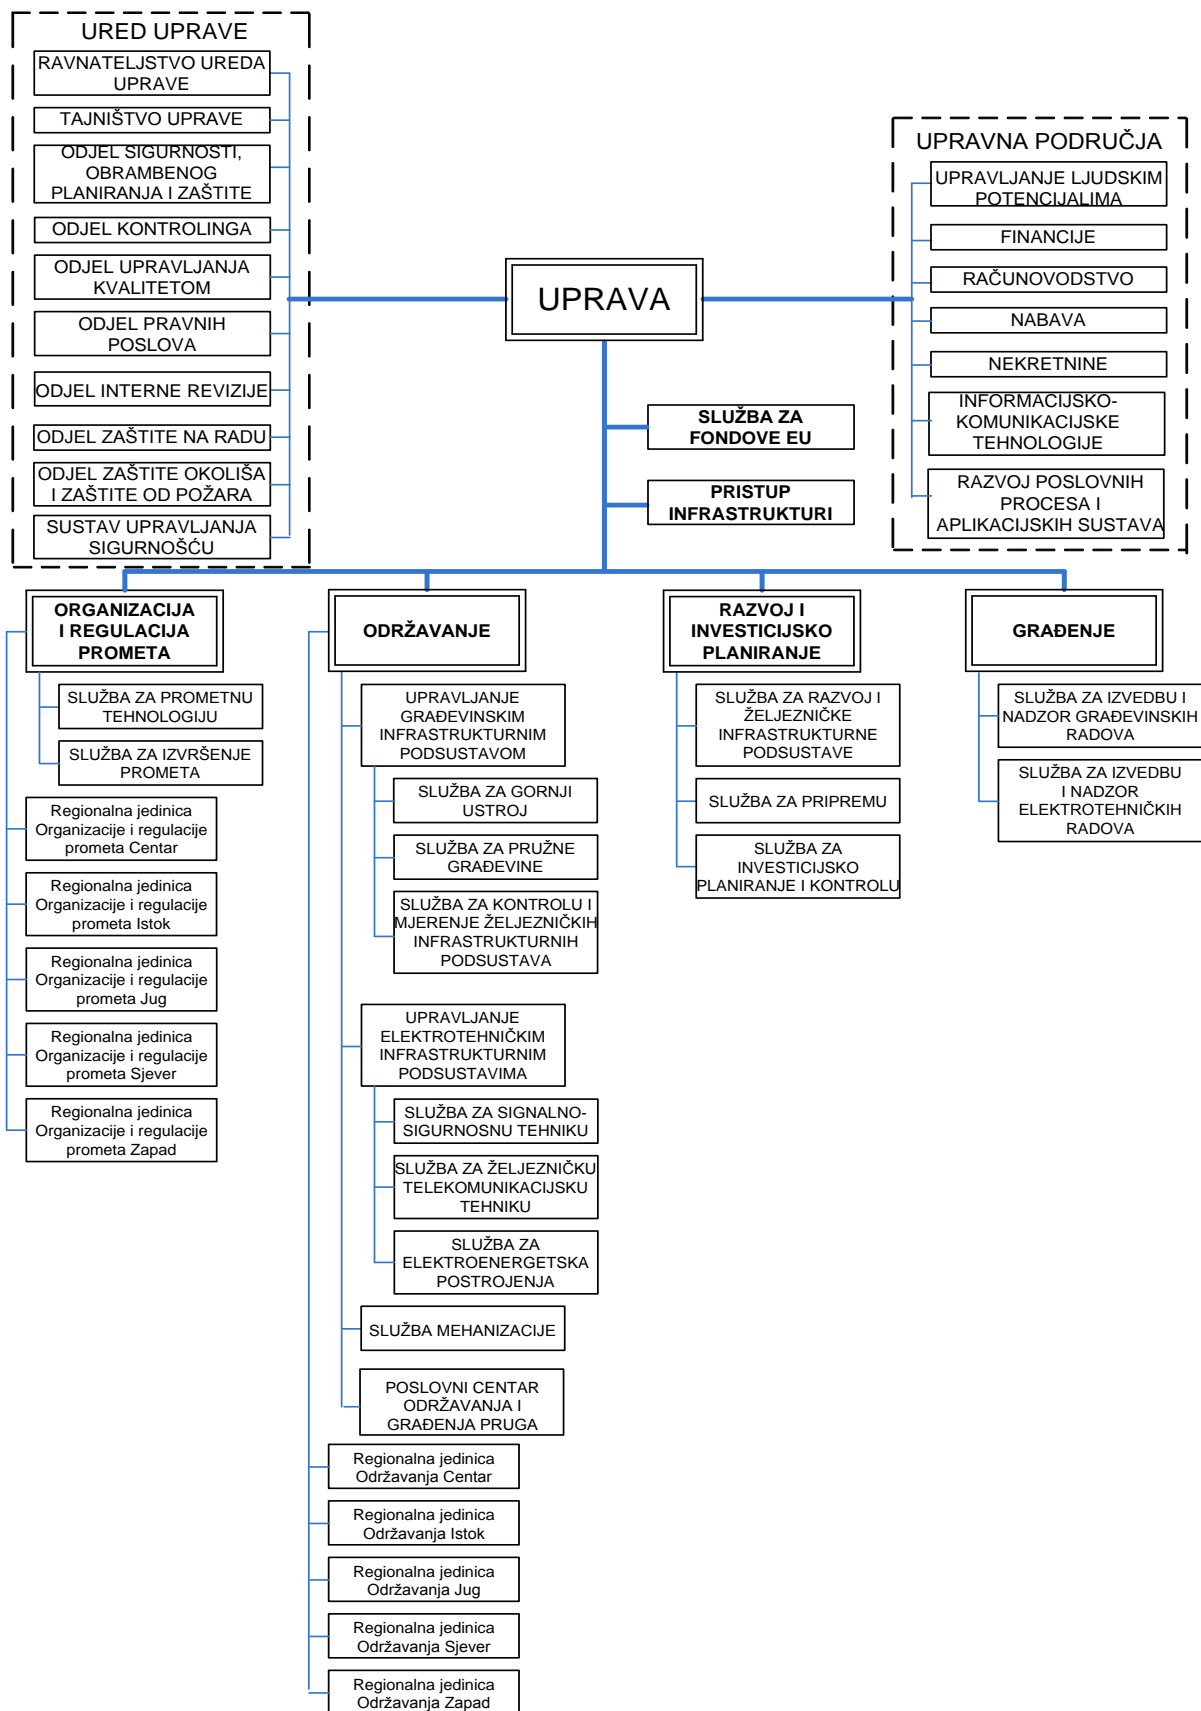 URED UPRAVE
RAVNATELJSTVO UREDA
UPRAVE
TAJNIŠTVO UPRAVE
ODJEL SIGURNOSTI,
OBRAMBENOG
PLANIRANJA I ZAŠTITE
ODJEL KONTROLINGA
ODJEL UPRAVLJANJA
KVALITETOM
ODJEL PRAVNIH
POSLOVA
ODJEL INTERNE REVIZIJE
ODJEL ZAŠTITE NA RADU
ODJEL ZAŠTITE OKOLIŠA
I ZAŠTITE OD POŽARA
SUSTAV UPRAVLJANJA
SIGURNOŠĆU
UPRAVA
SLUŽBA ZA
FONDOVE EU
PRISTUP
INFRASTRUKTURI
UPRAVNA PODRUČJA
UPRAVLJANJE LJUDSKIM
POTENCIJALIMA
FINANCIJE
RAČUNOVODSTVO
NABAVA
NEKRETNINE
INFORMACIJSKO-
KOMUNIKACIJSKE
TEHNOLOGIJE
RAZVOJ POSLOVNIH
PROCESA I
APLIKACIJSKIH SUSTAVA
ORGANIZACIJA
I REGULACIJA
PROMETA
SLUŽBA ZA PROMETNU
TEHNOLOGIJU
SLUŽBA ZA IZVRŠENJE
PROMETA
Regionalna jedinica
Organizacije i regulacije
prometa Centar
Regionalna jedinica
Organizacije i regulacije
prometa Istok
Regionalna jedinica
Organizacije i regulacije
prometa Jug
Regionalna jedinica
Organizacije i regulacije
prometa Sjever
Regionalna jedinica
Organizacije i regulacije
prometa Zapad
ODRŽAVANJE
UPRAVLJANJE
GRAĐEVINSKIM
INFRASTRUKTURNIM
PODSUSTAVOM
SLUŽBA ZA GORNJI
USTROJ
SLUŽBA ZA PRUŽNE
GRAĐEVINE
SLUŽBA ZA KONTROLU I
MJERENJE ŽELJEZNIČKIH
INFRASTRUKTURNIH
PODSUSTAVA
UPRAVLJANJE
ELEKTROTEHNIČKIM
INFRASTRUKTURNIM
PODSUSTAVIMA
SLUŽBA ZA SIGNALNO-
SIGURNOSNU TEHNIKU
SLUŽBA ZA ŽELJEZNIČKU
TELEKOMUNIKACIJSKU
TEHNIKU
SLUŽBA ZA
ELEKTROENERGETSKA
POSTROJENJA
SLUŽBA MEHANIZACIJE
POSLOVNI CENTAR
ODRŽAVANJA I
GRAĐENJA PRUGA
Regionalna jedinica
Održavanja Centar
Regionalna jedinica
Održavanja Istok
Regionalna jedinica
Održavanja Jug
Regionalna jedinica
Održavanja Sjever
Regionalna jedinica
Održavanja Zapad
RAZVOJ I
INVESTICIJSKO
PLANIRANJE
SLUŽBA ZA RAZVOJ I
ŽELJEZNIČKE
INFRASTRUKTURNE
PODSUSTAVE
SLUŽBA ZA PRIPREMU
SLUŽBA ZA
INVESTICIJSKO
PLANIRANJE I KONTROLU
GRAĐENJE
SLUŽBA ZA IZVEDBU I
NADZOR GRAĐEVINSKIH
RADOVA
SLUŽBA ZA IZVEDBU
I NADZOR
ELEKTROTEHNIČKIH
RADOVA